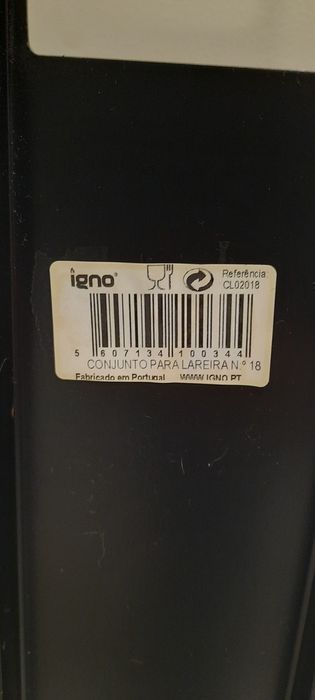 igno®
Referência:
CL02018
5 607134 100344
CONJUNTO PARA LAREIRA N.º 18
Fabricado em Portugal WWW.IGNO.PT